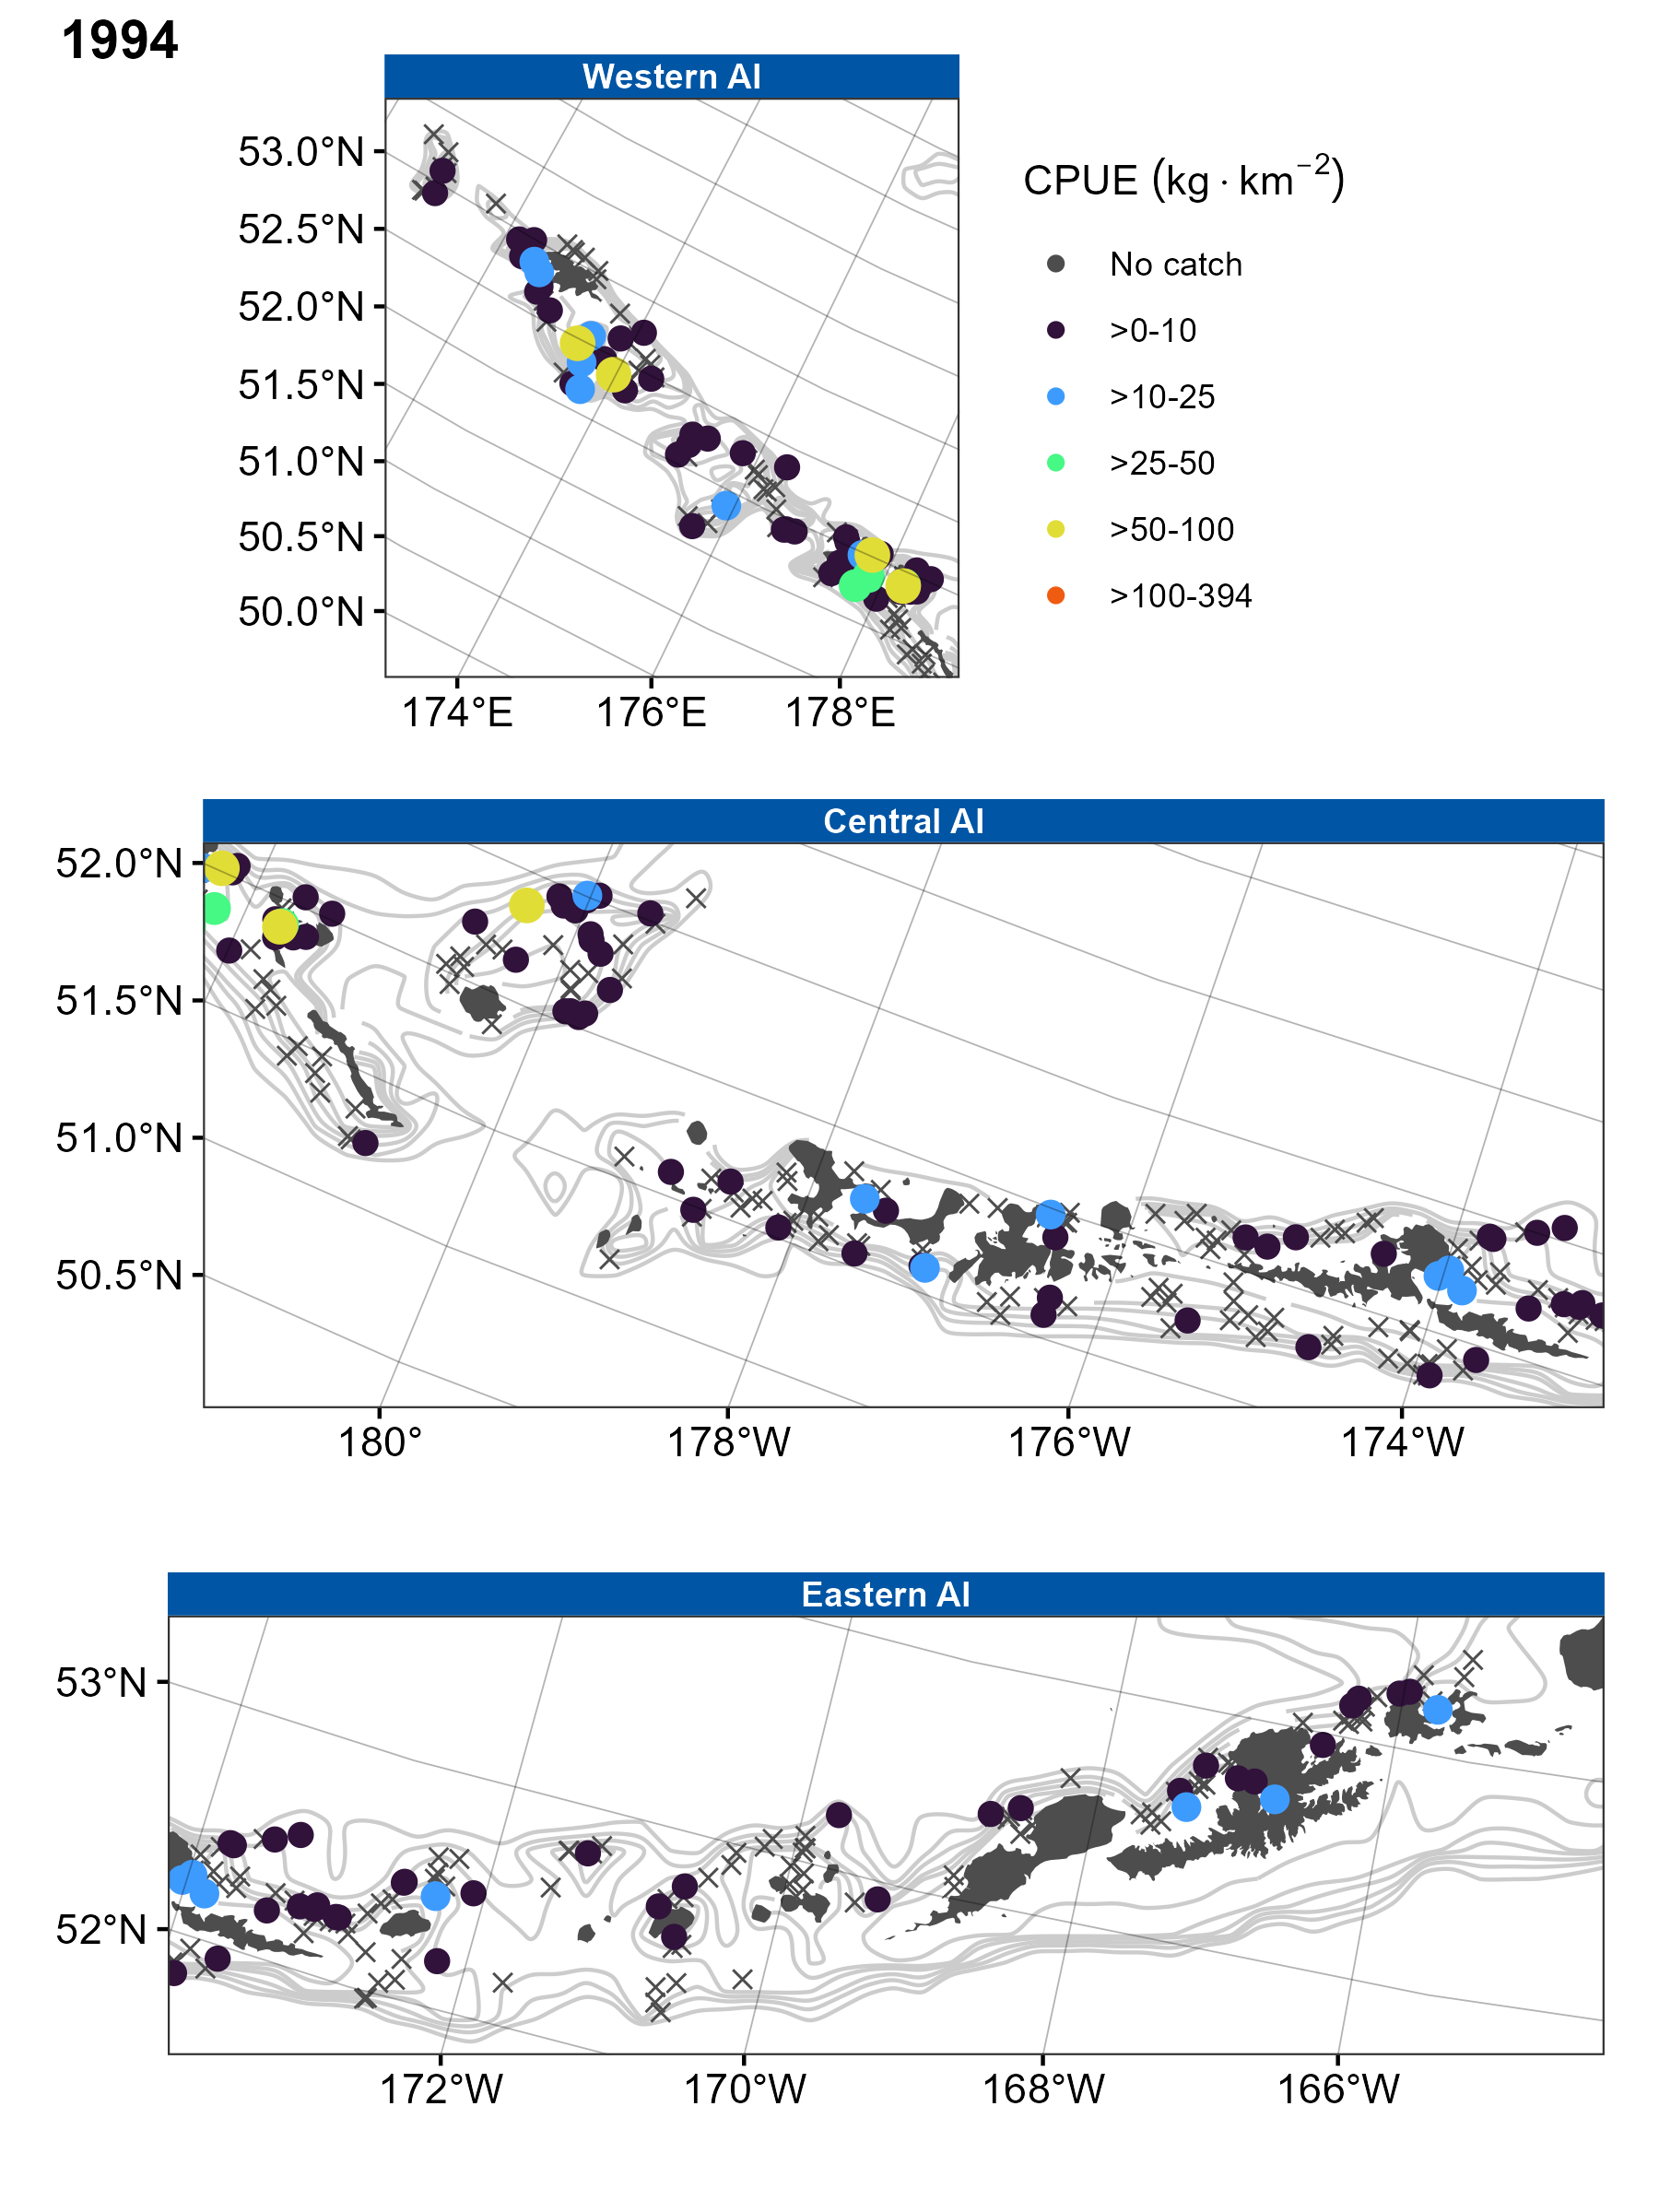 1994
Western AI
53.0°N
52.5°N
52.0°N
51.5°N
51.0°N
50.5°N
50.0°N
174°E 176°E 178°E
CPUE (kg · km⁻²)
No catch
>0-10
>10-25
>25-50
>50-100
>100-394
Central AI
52.0°N
51.5°N
51.0°N
50.5°N
180° 178°W 176°W 174°W
Eastern AI
53°N
52°N
172°W 170°W 168°W 166°W